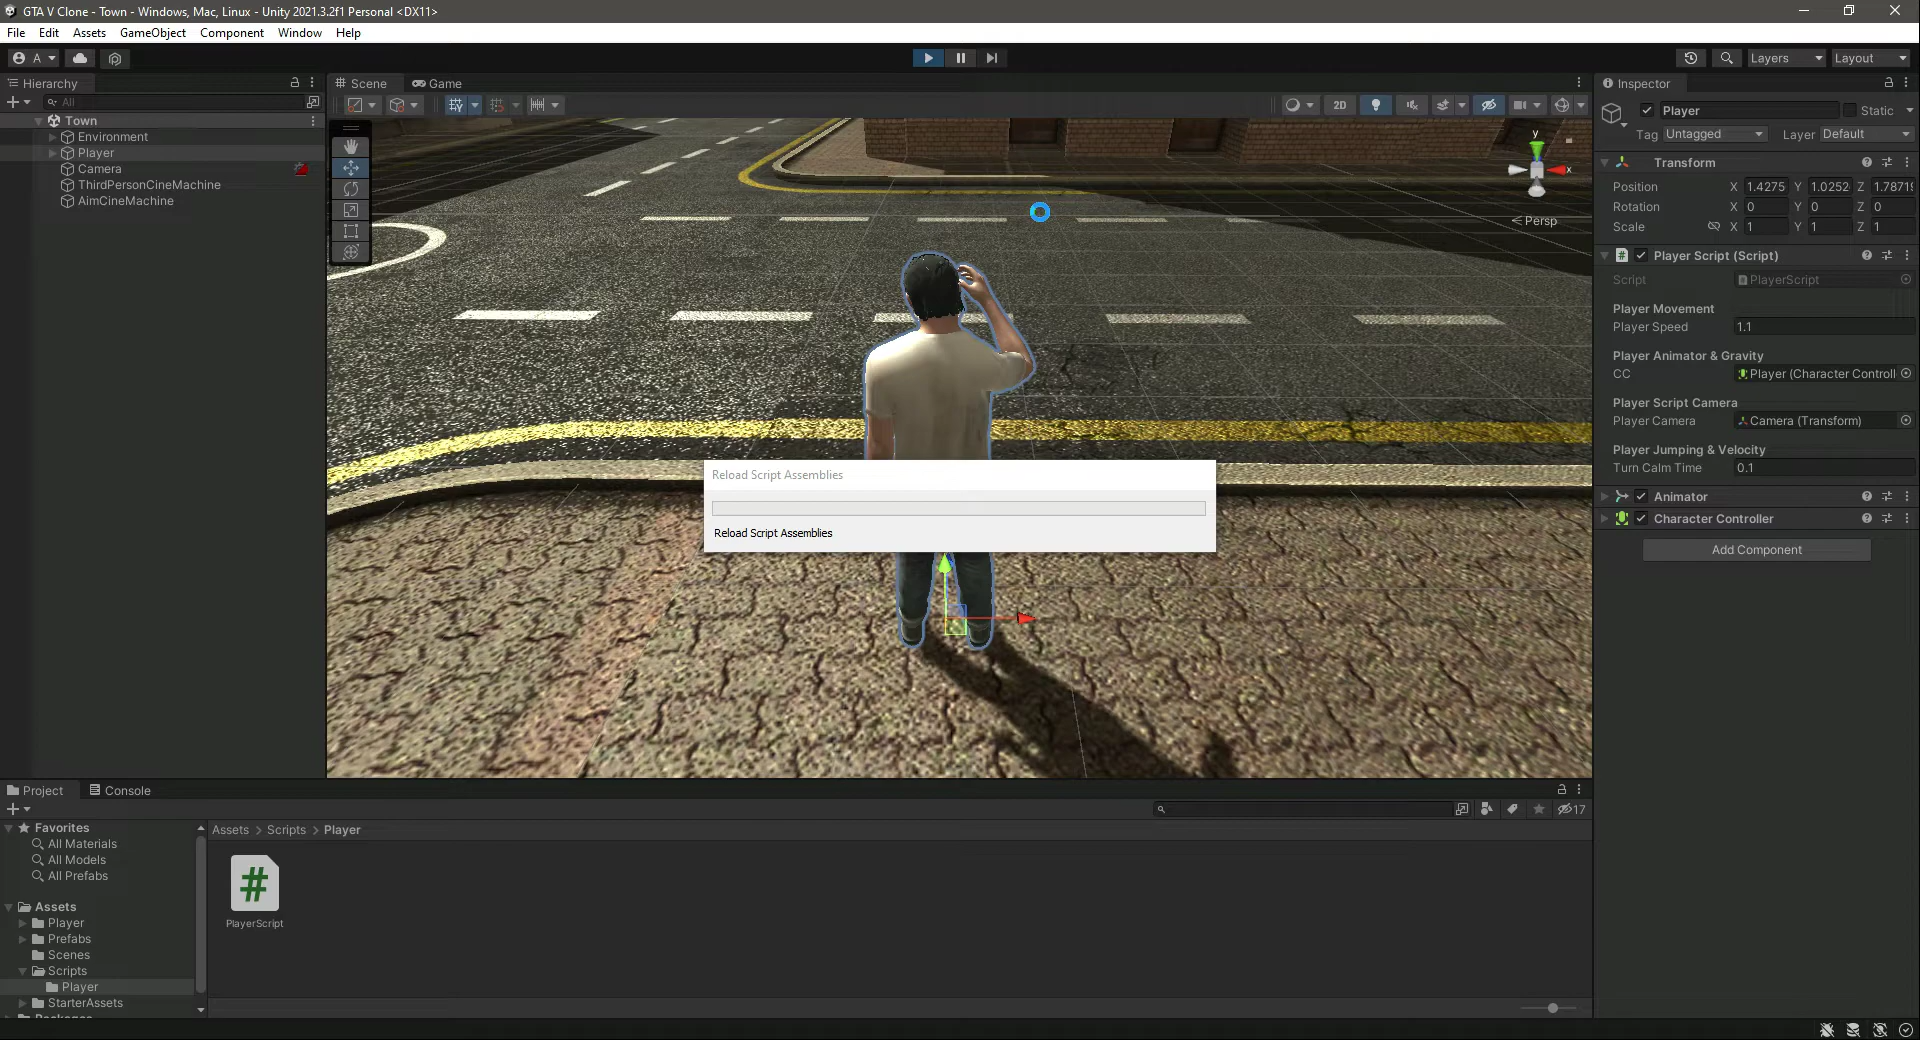 GTA V Clone - Town - Windows, Mac, Linux - Unity 2021.3.2f1 Personal <DX11>
File Edit Assets GameObject Component Window Help
A Layers Layout
Hierarchy Scene Game Inspector
All 2D Player Static
Tag Untagged Layer Default
Town
Environment
Player
Camera
ThirdPersonCineMachine
AimCineMachine
y
x
< Persp
Transform
Position X 1.4275 Y 1.0252 Z 1.7871
Rotation X 0 Y 0 Z 0
Scale X 1 Y 1 Z 1
# Player Script (Script)
Script PlayerScript
Player Movement
Player Speed 1.1
Player Animator & Gravity
CC Player (Character Controll
Player Script Camera
Player Camera Camera (Transform)
Player Jumping & Velocity
Turn Calm Time 0.1
Animator
Character Controller
Add Component
Reload Script Assemblies
Reload Script Assemblies
Project Console
17
Favorites
All Materials
All Models
All Prefabs
Assets
Player
Prefabs
Scenes
Scripts
Player
StarterAssets
Assets > Scripts > Player
#
PlayerScript